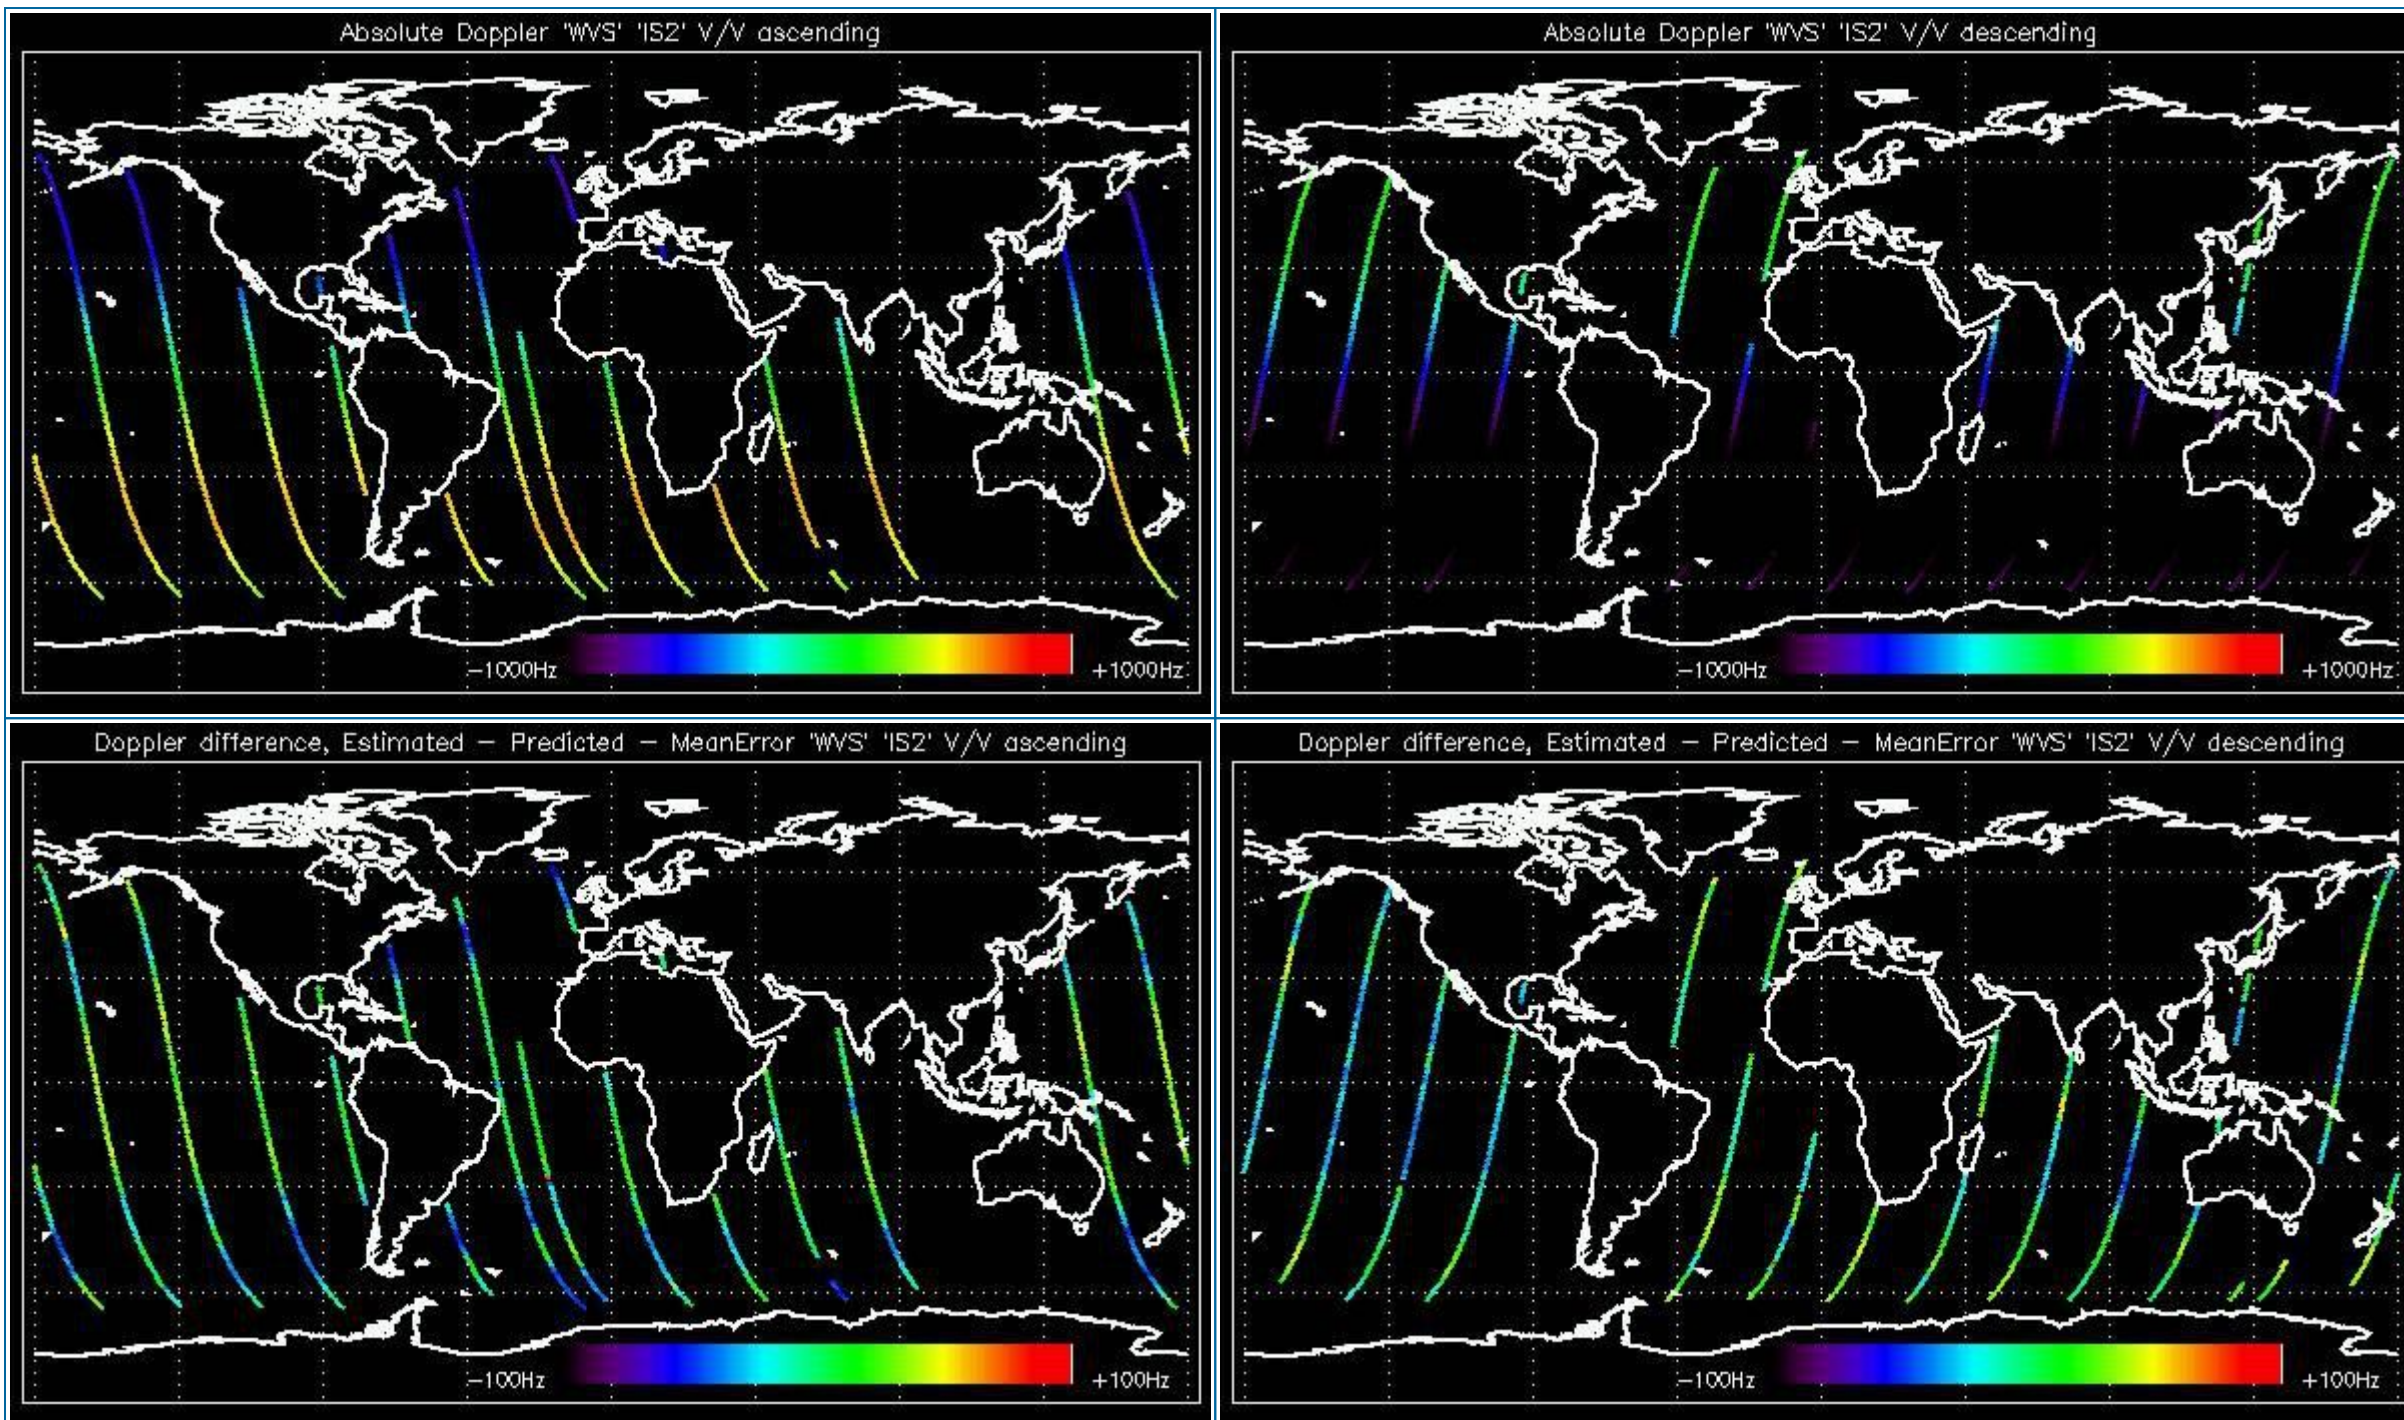 Absolute Doppler 'WVS' 'IS2' V/V ascending
-1000Hz
+1000Hz
Absolute Doppler 'WVS' 'IS2' V/V descending
-1000Hz
+1000Hz
Doppler difference, Estimated - Predicted - MeanError 'WVS' 'IS2' V/V ascending
-100Hz
+100Hz
Doppler difference, Estimated - Predicted - MeanError 'WVS' 'IS2' V/V descending
-100Hz
+100Hz